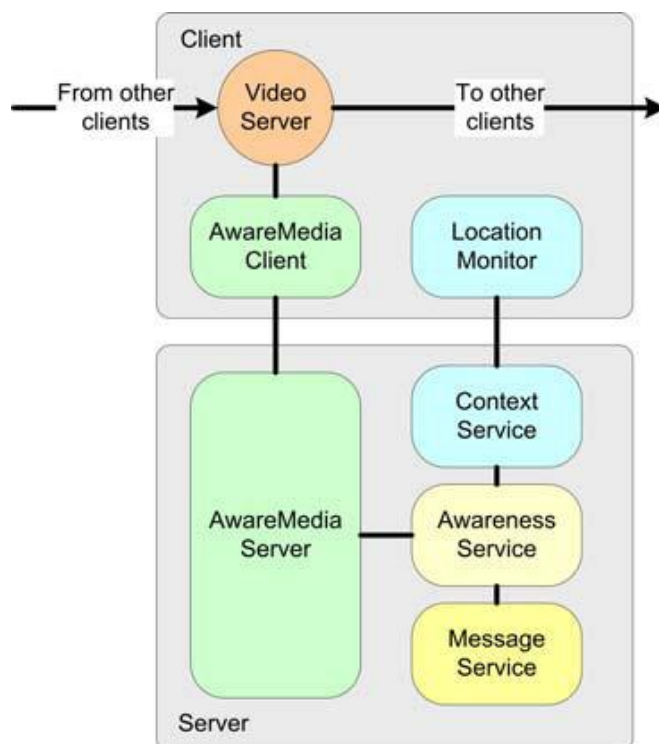 Client
From other
clients
Video
Server
To other
clients
AwareMedia
Client
Location
Monitor
Context
Service
AwareMedia
Server
Awareness
Service
Message
Service
Server